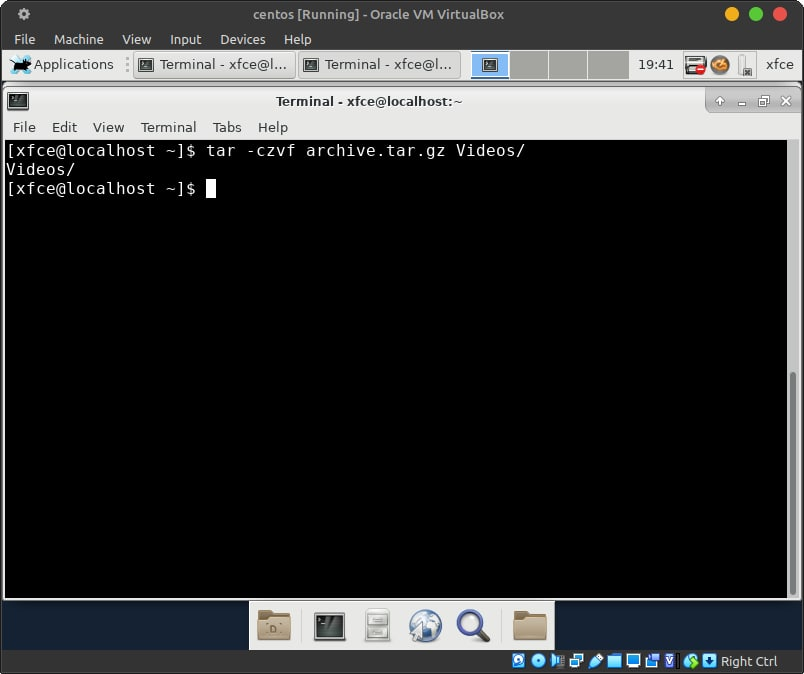 centos [Running] - Oracle VM VirtualBox
File Machine View Input Devices Help
Applications Terminal - xfce@l... Terminal - xfce@l... 19:41 xfce
Terminal - xfce@localhost:~
File Edit View Terminal Tabs Help
[xfce@localhost ~]$ tar -czvf archive.tar.gz Videos/
Videos/
[xfce@localhost ~]$
Right Ctrl